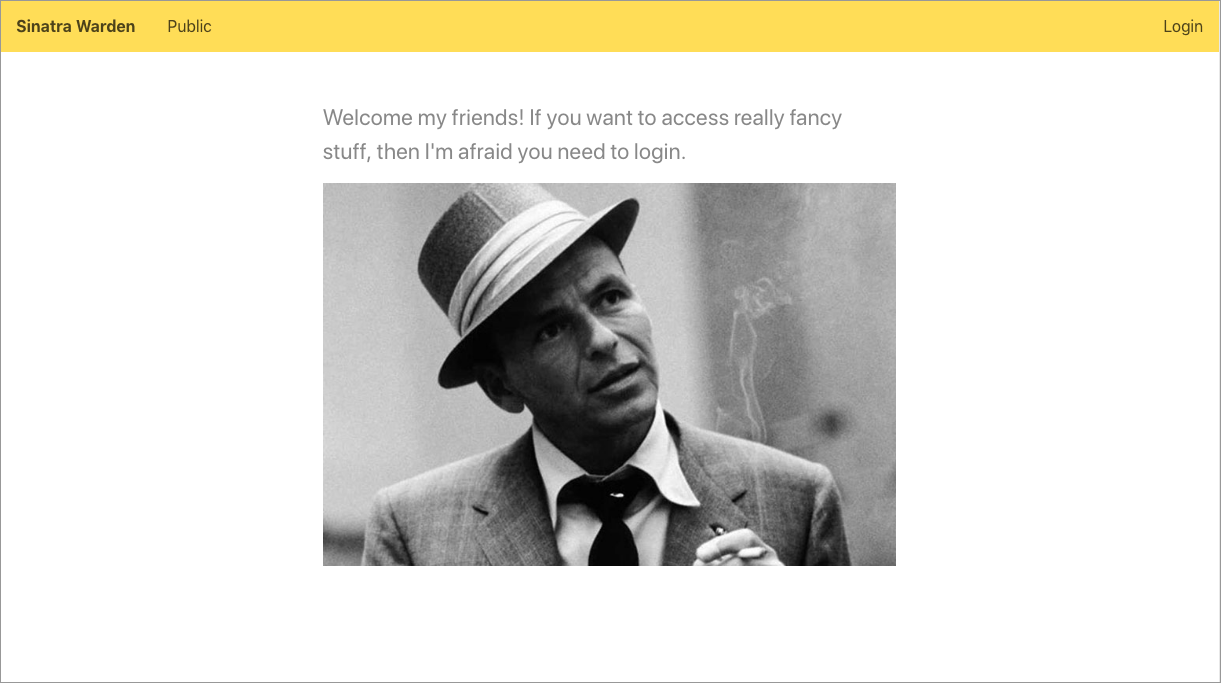 Sinatra Warden Public Login
Welcome my friends! If you want to access really fancy
stuff, then I'm afraid you need to login.